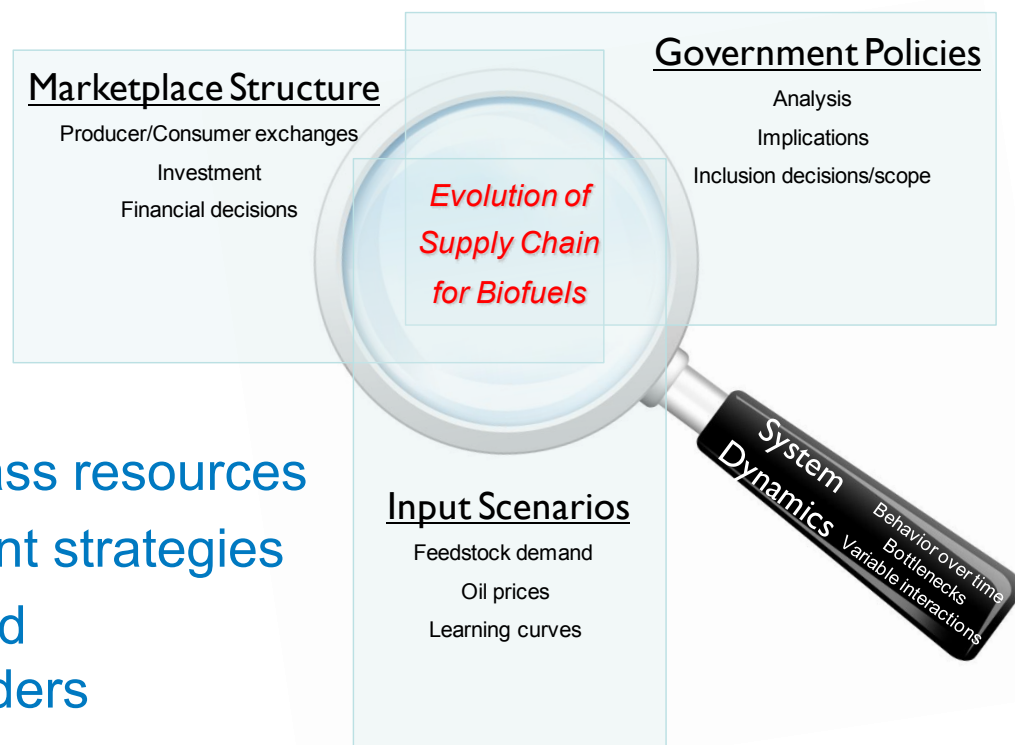 Government Policies
Analysis
Implications
Inclusion decisions/scope
Marketplace Structure
Producer/Consumer exchanges
Investment
Financial decisions
Evolution of
Supply Chain
for Biofuels
System
Dynamics
Behavior over time
Bottlenecks
Variable interactions
ass resources
nt strategies
d
ders
Input Scenarios
Feedstock demand
Oil prices
Learning curves